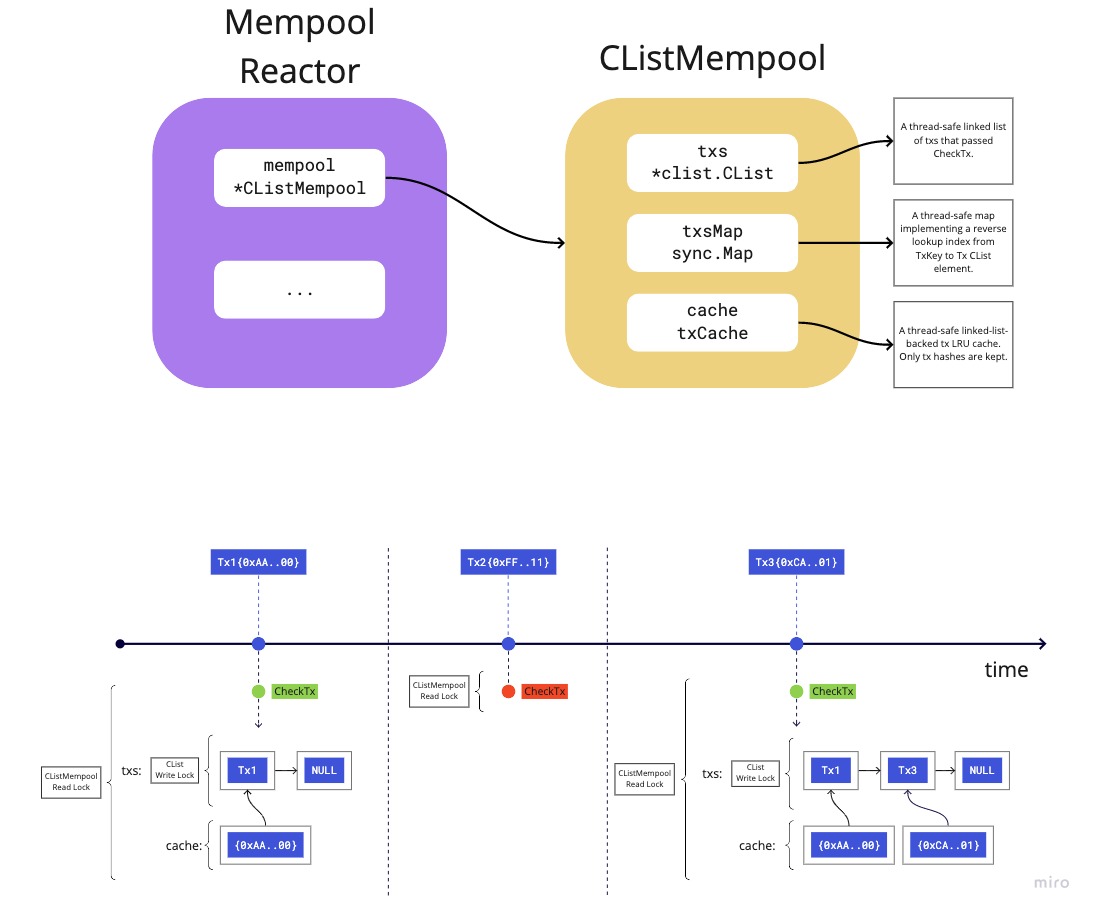 Mempool
Reactor
CListMempool
mempool
*CListMempool
...
txs
*clist.CList
txsMap
sync.Map
cache
txCache
A thread-safe linked list
of txs that passed
CheckTx.
A thread-safe map
implementing a reverse
lookup index from
TxKey to Tx CList
element.
A thread-safe linked-list-
backed tx LRU cache.
Only tx hashes are kept.
Tx1{0xAA..00}
Tx2{0xFF..11}
Tx3{0xCA..01}
time
CheckTx
CListMempool
Read Lock
txs:
CList
Write Lock
Tx1
NULL
cache:
{0xAA..00}
CListMempool
Read Lock
CheckTx
CheckTx
CListMempool
Read Lock
txs:
CList
Write Lock
Tx1
Tx3
NULL
cache:
{0xAA..00}
{0xCA..01}
miro